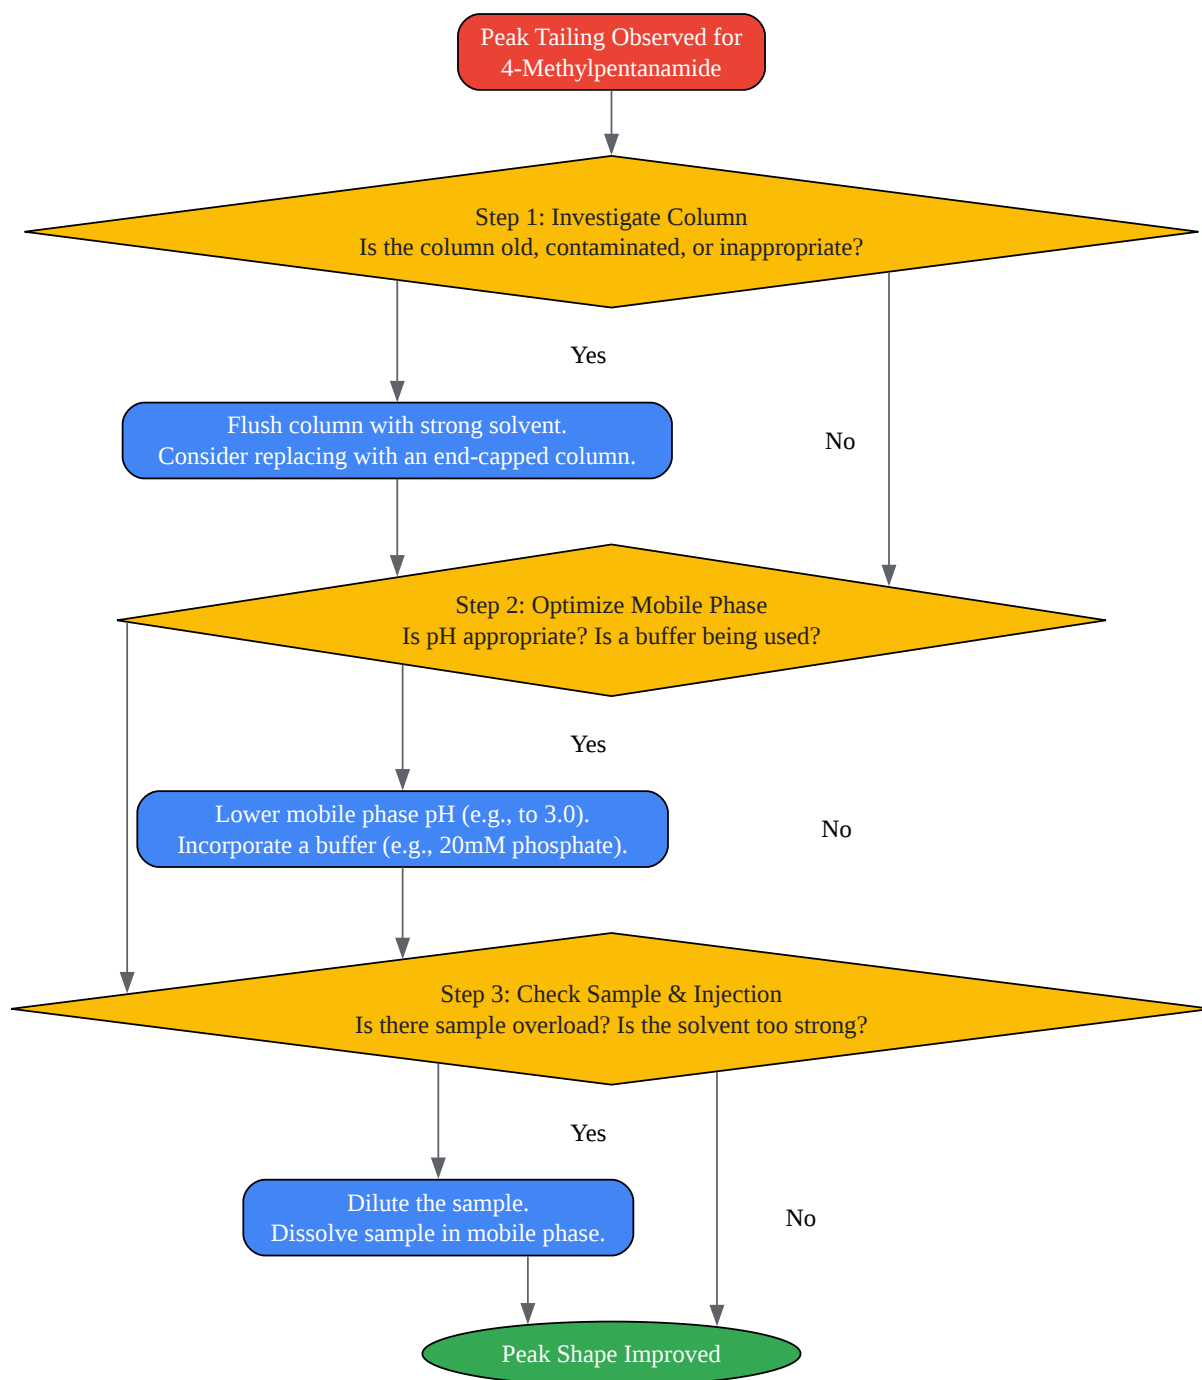 Peak Tailing Observed for
4-Methylpentanamide
Step 1: Investigate Column
Is the column old, contaminated, or inappropriate?
Yes
Flush column with strong solvent.
Consider replacing with an end-capped column.
No
Step 2: Optimize Mobile Phase
Is pH appropriate? Is a buffer being used?
Yes
Lower mobile phase pH (e.g., to 3.0).
Incorporate a buffer (e.g., 20mM phosphate).
No
Step 3: Check Sample & Injection
Is there sample overload? Is the solvent too strong?
Yes
Dilute the sample.
Dissolve sample in mobile phase.
No
Peak Shape Improved